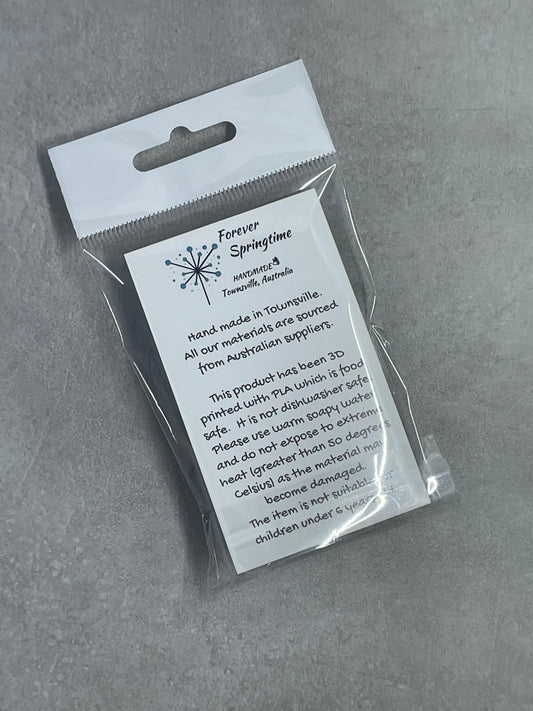 Forever
Springtime
HANDMADE
Townsville, Australia
Hand made in Townsville.
All our materials are sourced
from Australian suppliers.
This product has been 3D
printed with PLA which is food
safe. It is not dishwasher safe
Please use warm soapy water
and do not expose to extreme
heat (greater than 50 degrees
Celsius) as the material may
become damaged.
The item is not suitable for
children under 6 years